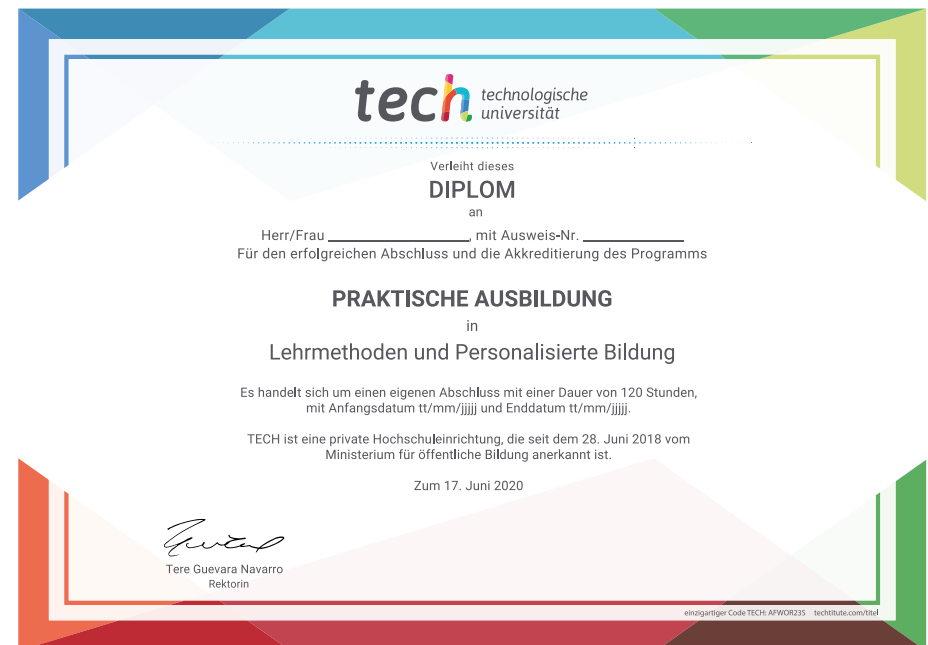 tech technologische
universität
Verleiht dieses
DIPLOM
an
Herr/Frau ____________________, mit Ausweis-Nr. ______________
Für den erfolgreichen Abschluss und die Akkreditierung des Programms
PRAKTISCHE AUSBILDUNG
in
Lehrmethoden und Personalisierte Bildung
Es handelt sich um einen eigenen Abschluss mit einer Dauer von 120 Stunden,
mit Anfangsdatum tt/mm/jjjjj und Enddatum tt/mm/jjjjj.
TECH ist eine private Hochschuleinrichtung, die seit dem 28. Juni 2018 vom
Ministerium für öffentliche Bildung anerkannt ist.
Zum 17. Juni 2020
Tere Guevara Navarro
Rektorin
einzigartiger Code TECH: AFWOR23S techtitute.com/titel